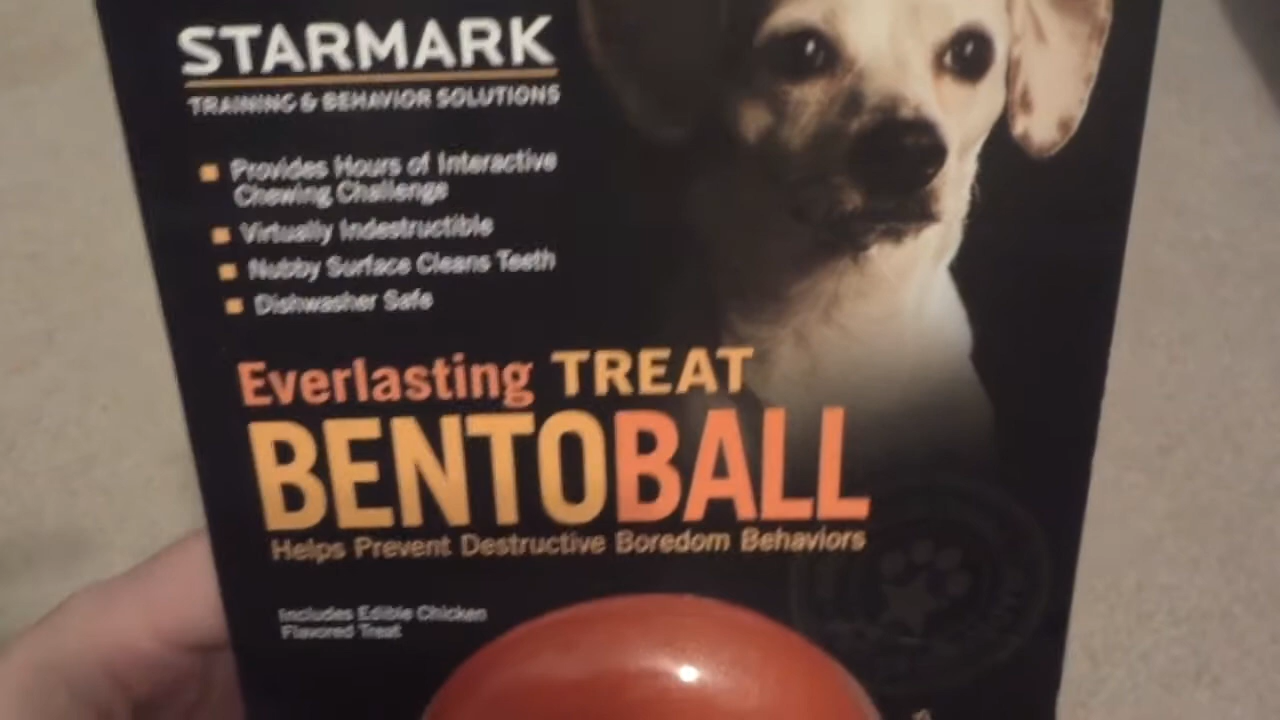 STARMARK
TRAINING & BEHAVIOR SOLUTIONS
Provides Hours of Interactive
Chewing Challenge
Virtually Indestructible
Nubby Surface Cleans Teeth
Dishwasher Safe
Everlasting TREAT
BENTOBALL
Helps Prevent Destructive Boredom Behaviors
Includes Edible Chicken
Flavored Treat